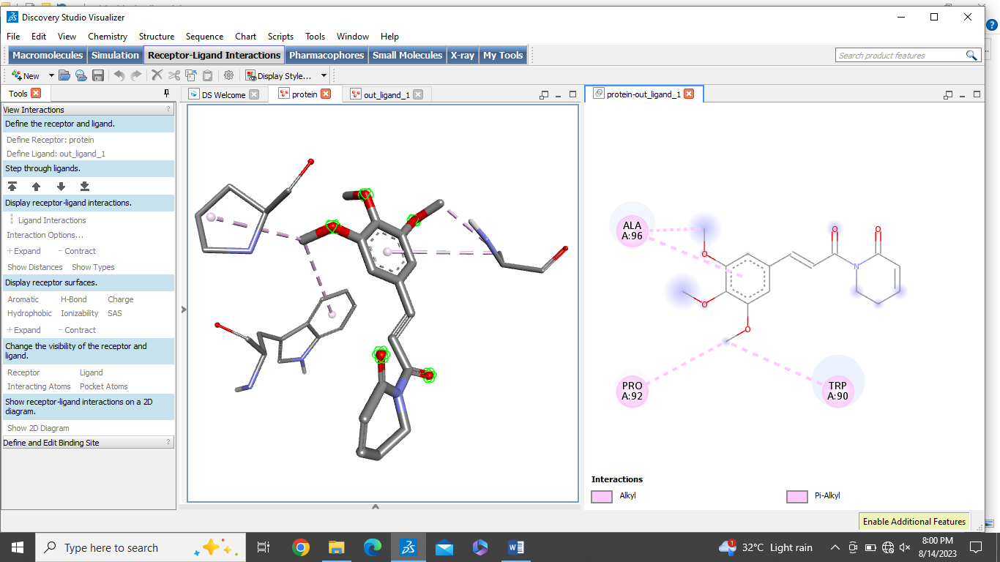 Discovery Studio Visualizer
File Edit View Chemistry Structure Sequence Chart Scripts Tools Window Help
Macromolecules Simulation Receptor-Ligand Interactions Pharmacophores Small Molecules X-ray My Tools
Search product features
New Display Style...
Tools
DS Welcome protein out_ligand_1
protein-out_ligand_1
View Interactions ?
Define the receptor and ligand.
Define Receptor: protein
Define Ligand: out_ligand_1
Step through ligands.
Display receptor-ligand interactions.
Ligand Interactions
Interaction Options...
+ Expand - Contract
Show Distances Show Types
Display receptor surfaces.
Aromatic H-Bond Charge
Hydrophobic Ionizability SAS
+ Expand - Contract
Change the visibility of the receptor and
ligand.
Receptor Ligand
Interacting Atoms Pocket Atoms
Show receptor-ligand interactions on a 2D
diagram.
Show 2D Diagram
Define and Edit Binding Site ?
ALA
A:96
O
O
O
N
O
O
PRO
A:92
TRP
A:90
Interactions
Alkyl
Pi-Alkyl
Enable Additional Features
Type here to search
1
32°C Light rain
8:00 PM
8/14/2023